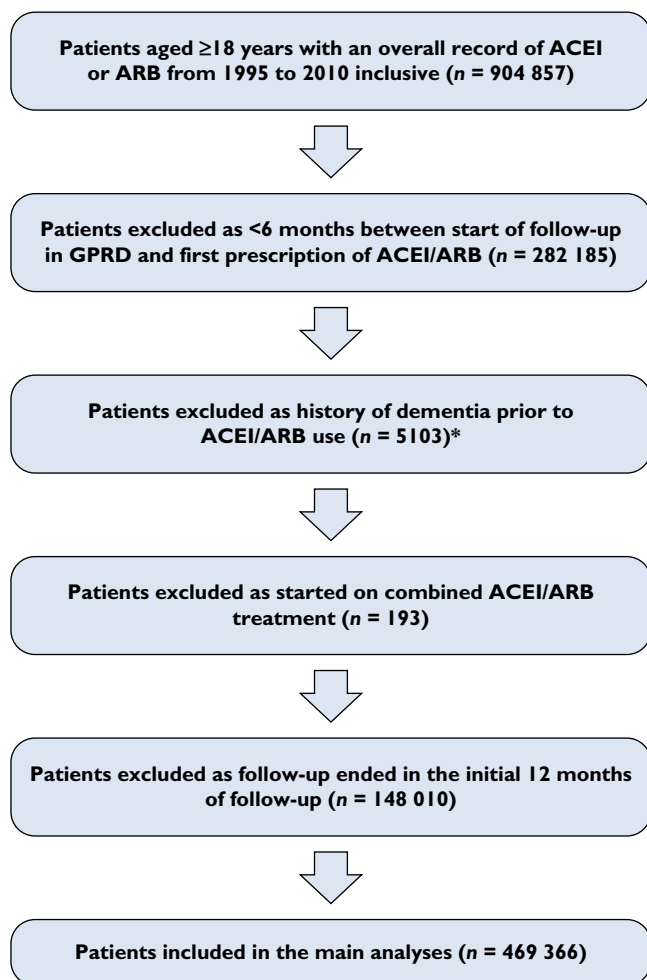 Patients aged ≥18 years with an overall record of ACEI
or ARB from 1995 to 2010 inclusive (n = 904 857)
Patients excluded as <6 months between start of follow-up
in GPRD and first prescription of ACEI/ARB (n = 282 185)
Patients excluded as history of dementia prior to
ACEI/ARB use (n = 5103)*
Patients excluded as started on combined ACEI/ARB
treatment (n = 193)
Patients excluded as follow-up ended in the initial 12 months
of follow-up (n = 148 010)
Patients included in the main analyses (n = 469 366)